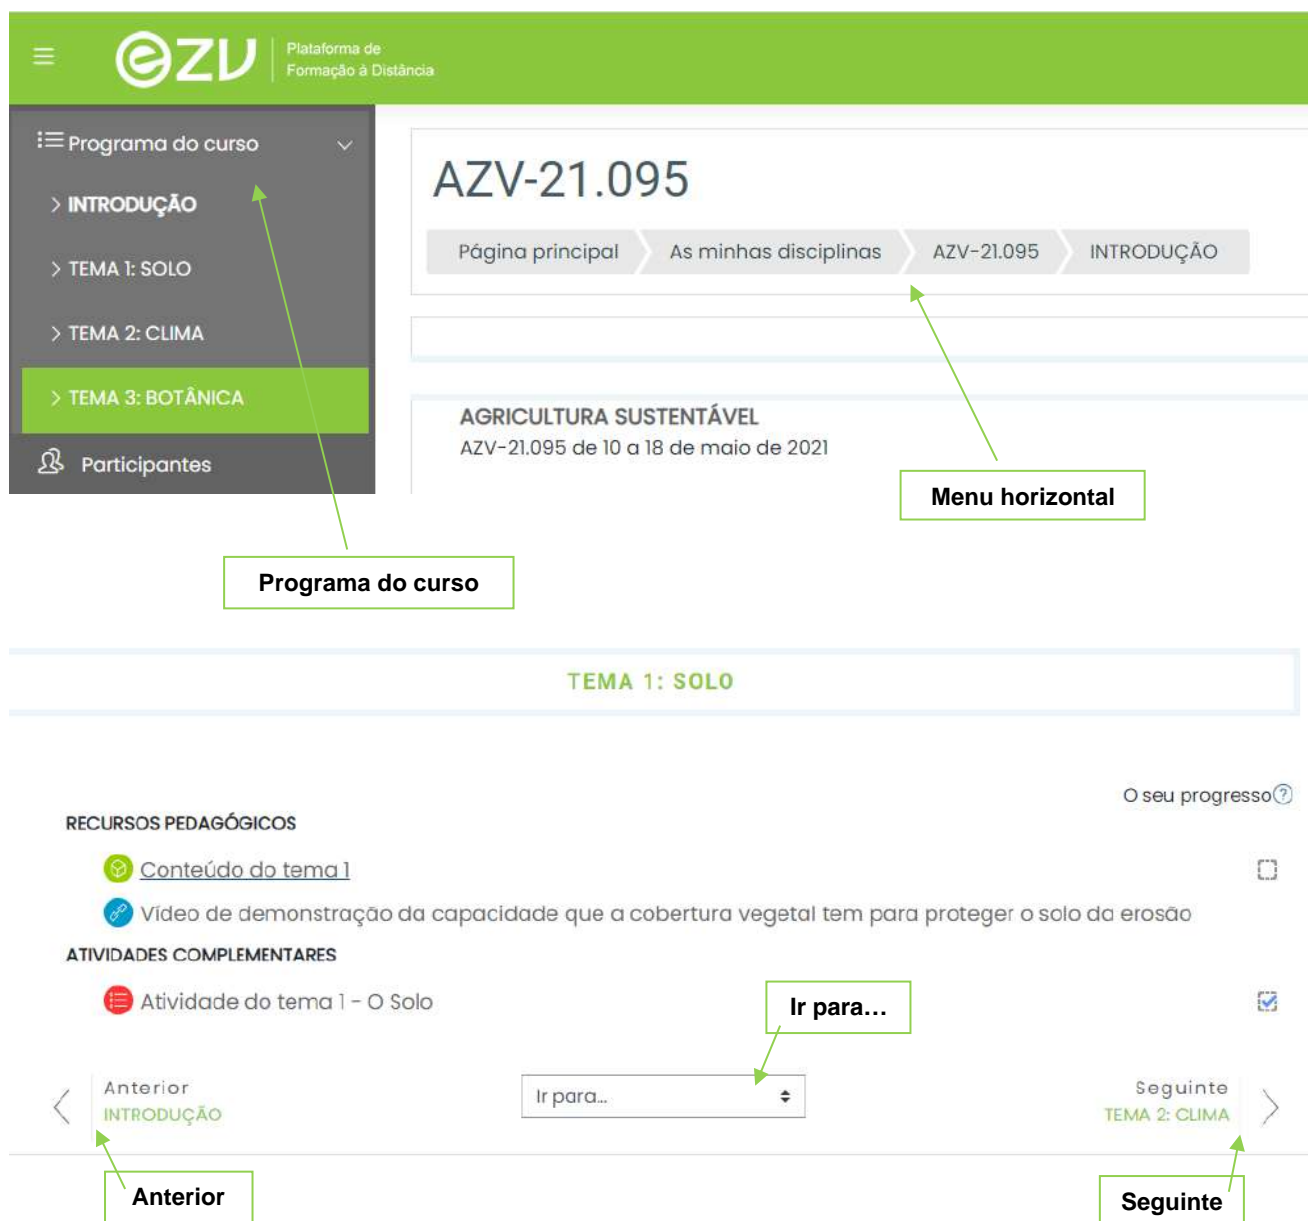 ezv
Plataforma de
Formação à Distância
Programa do curso
INTRODUÇÃO
TEMA 1: SOLO
TEMA 2: CLIMA
TEMA 3: BOTÂNICA
Participantes
AZV-21.095
Página principal
As minhas disciplinas
AZV-21.095
INTRODUÇÃO
AGRICULTURA SUSTENTÁVEL
AZV-21.095 de 10 a 18 de maio de 2021
Menu horizontal
Programa do curso
TEMA 1: SOLO
O seu progresso?
RECURSOS PEDAGÓGICOS
Conteúdo do tema 1
Vídeo de demonstração da capacidade que a cobertura vegetal tem para proteger o solo da erosão
ATIVIDADES COMPLEMENTARES
Atividade do tema 1 - O Solo
Ir para…
Anterior
INTRODUÇÃO
Ir para...
Seguinte
TEMA 2: CLIMA
Anterior
Seguinte